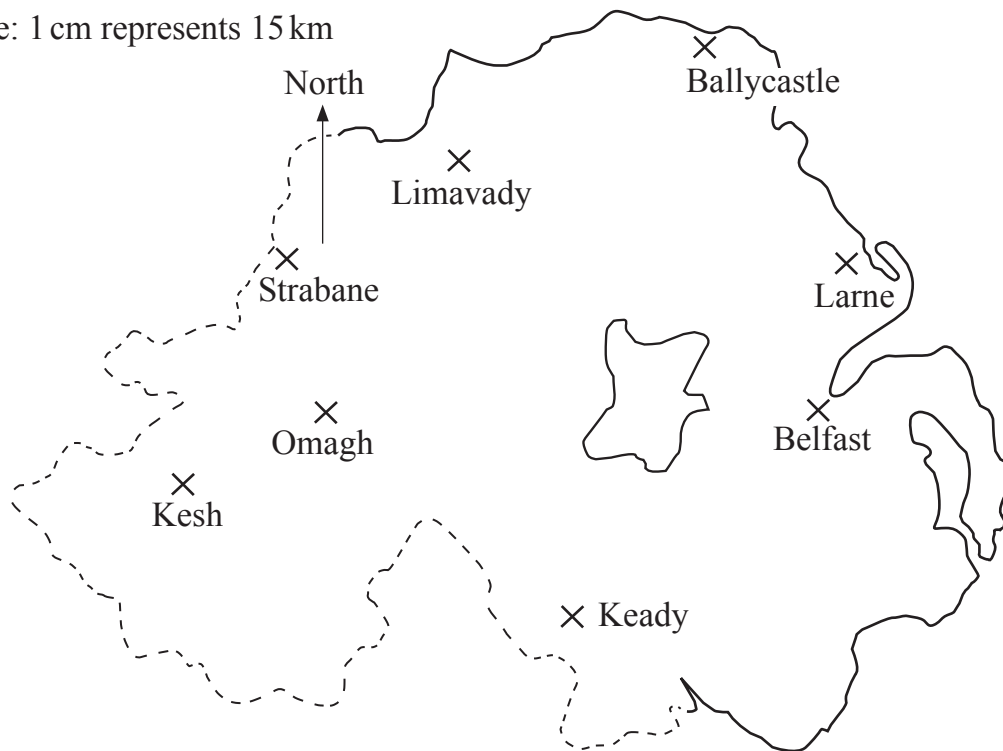 e: 1 cm represents 15 km
North
Ballycastle
Limavady
Strabane
Larne
Omagh
Belfast
Kesh
Keady